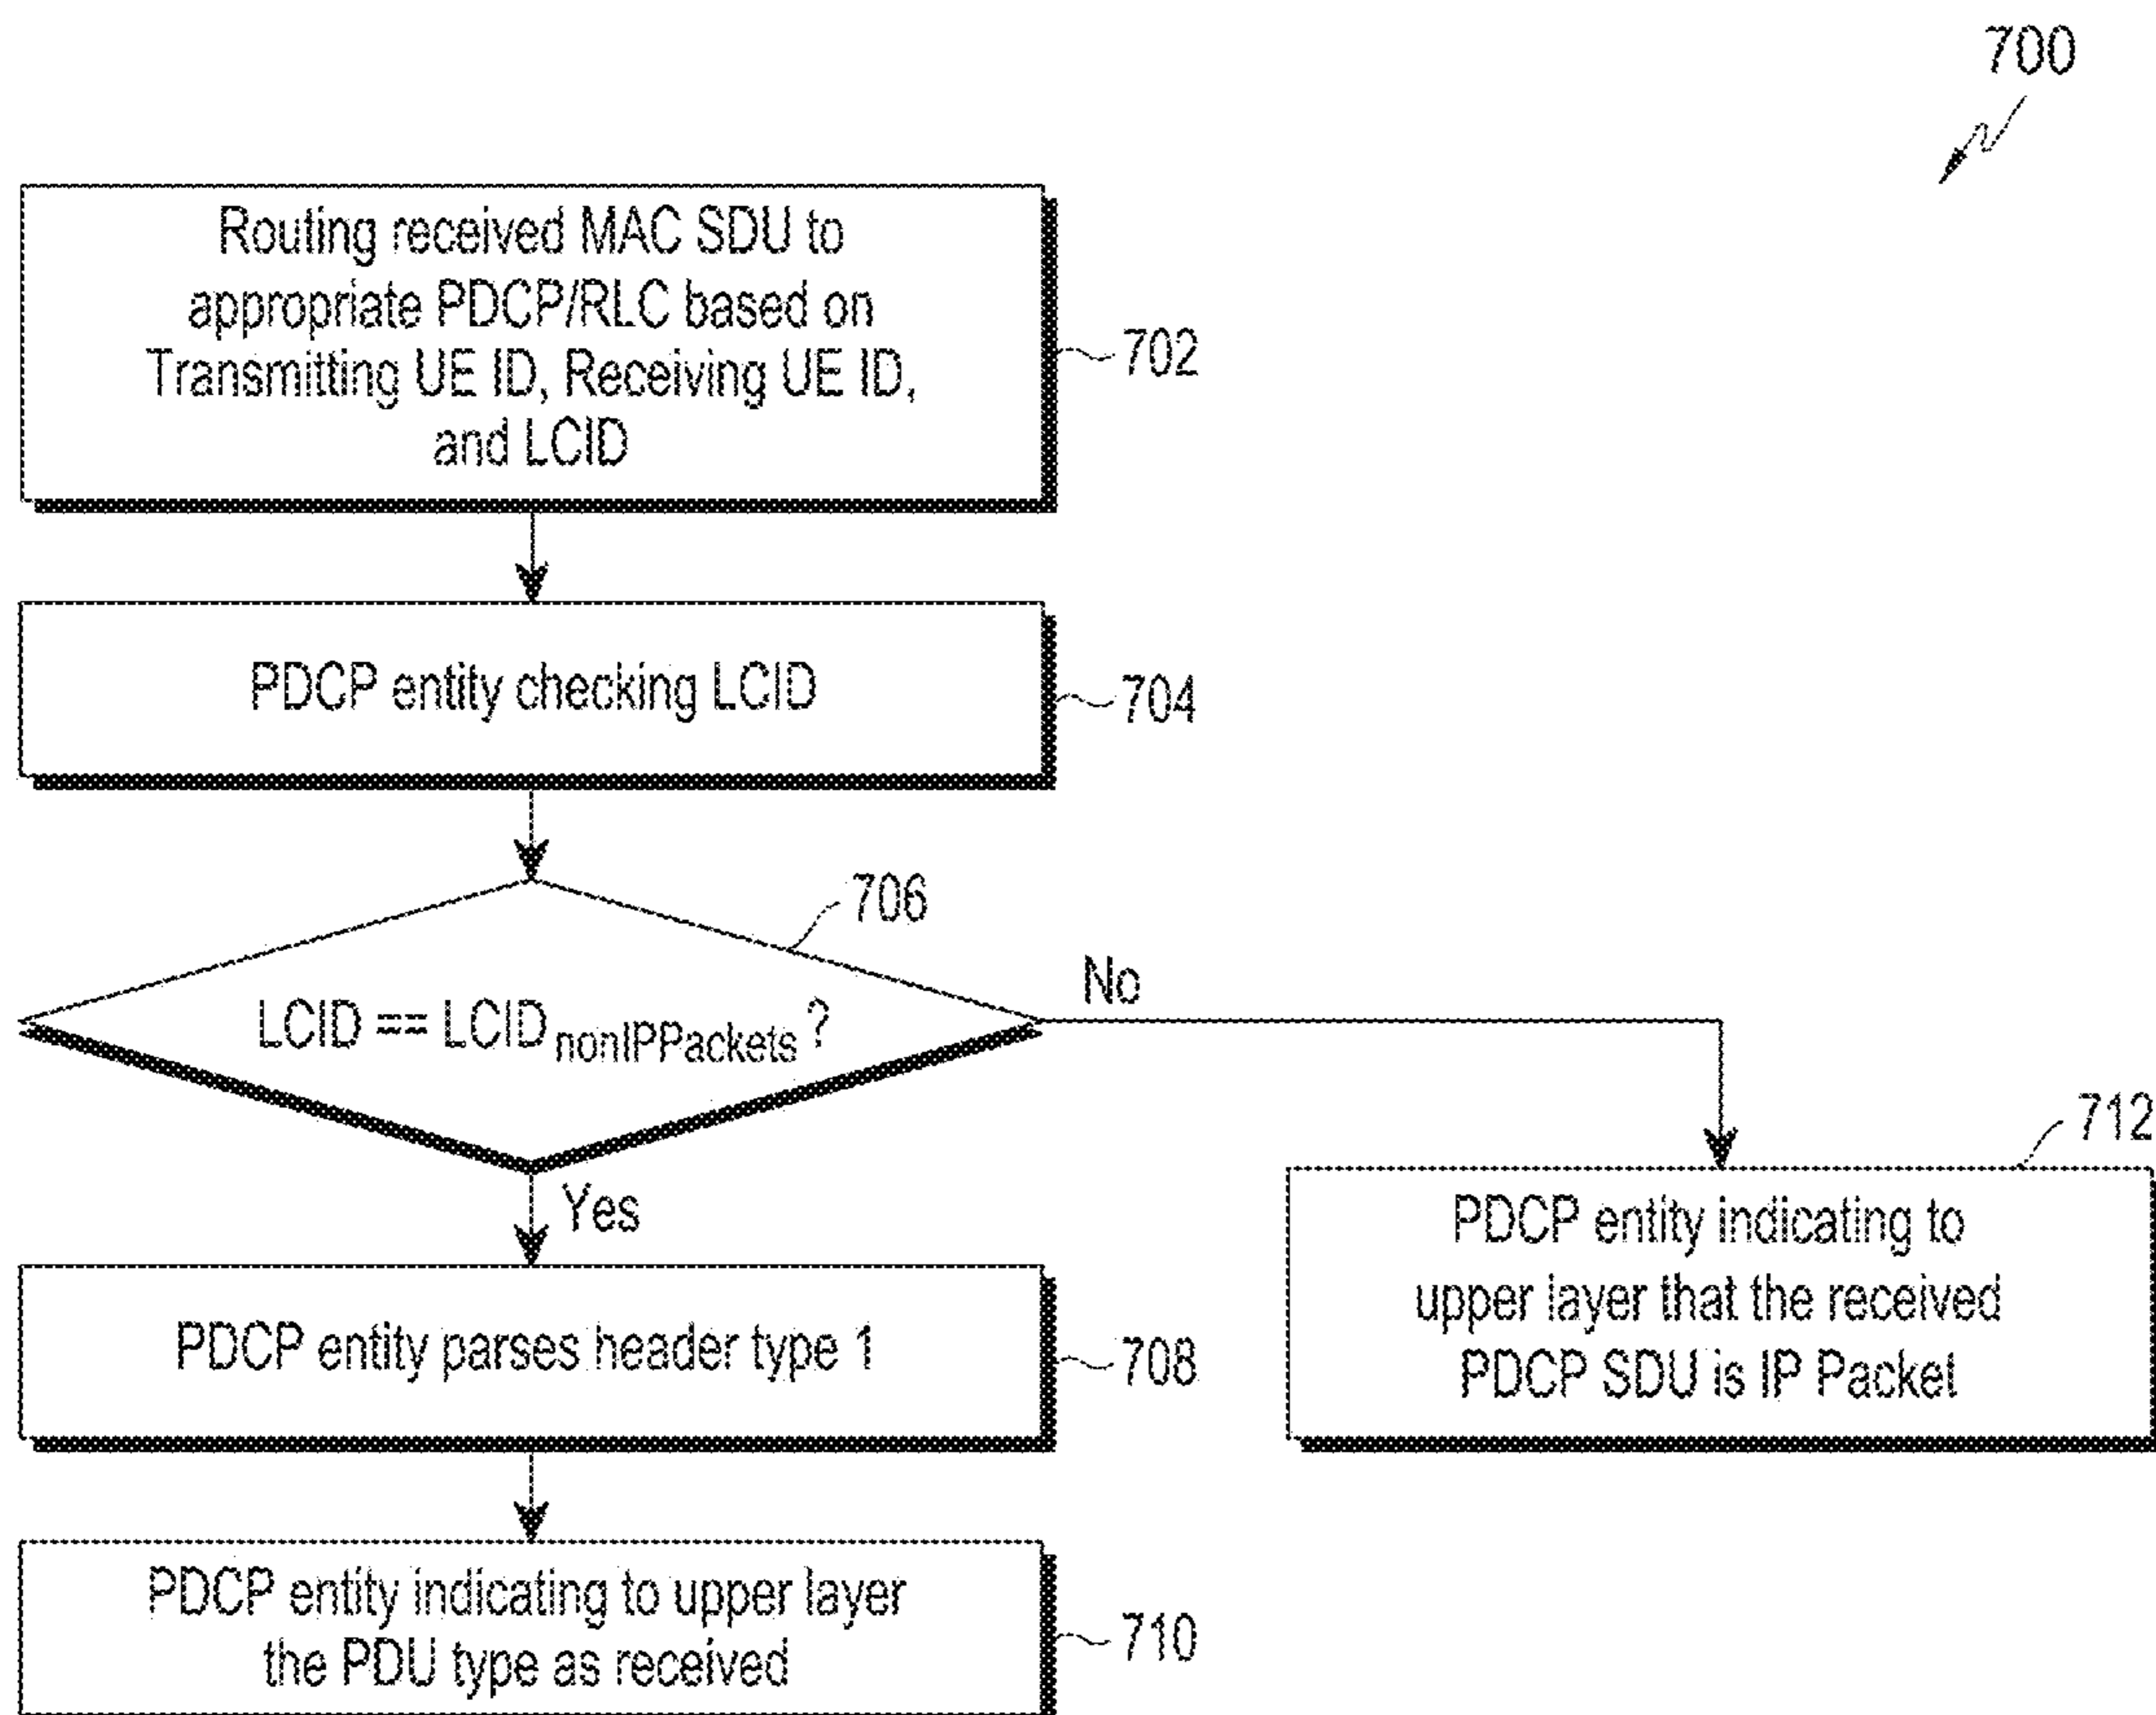 700
Routing received MAC SDU to
appropriate PDCP/RLC based on
Transmitting UE ID, Receiving UE ID,
and LCID
702
PDCP entity checking LCID
704
706
LCID == LCID nonIPPackets ?
No
Yes
712
PDCP entity indicating to
upper layer that the received
PDCP SDU is IP Packet
PDCP entity parses header type 1
708
PDCP entity indicating to upper layer
the PDU type as received
710